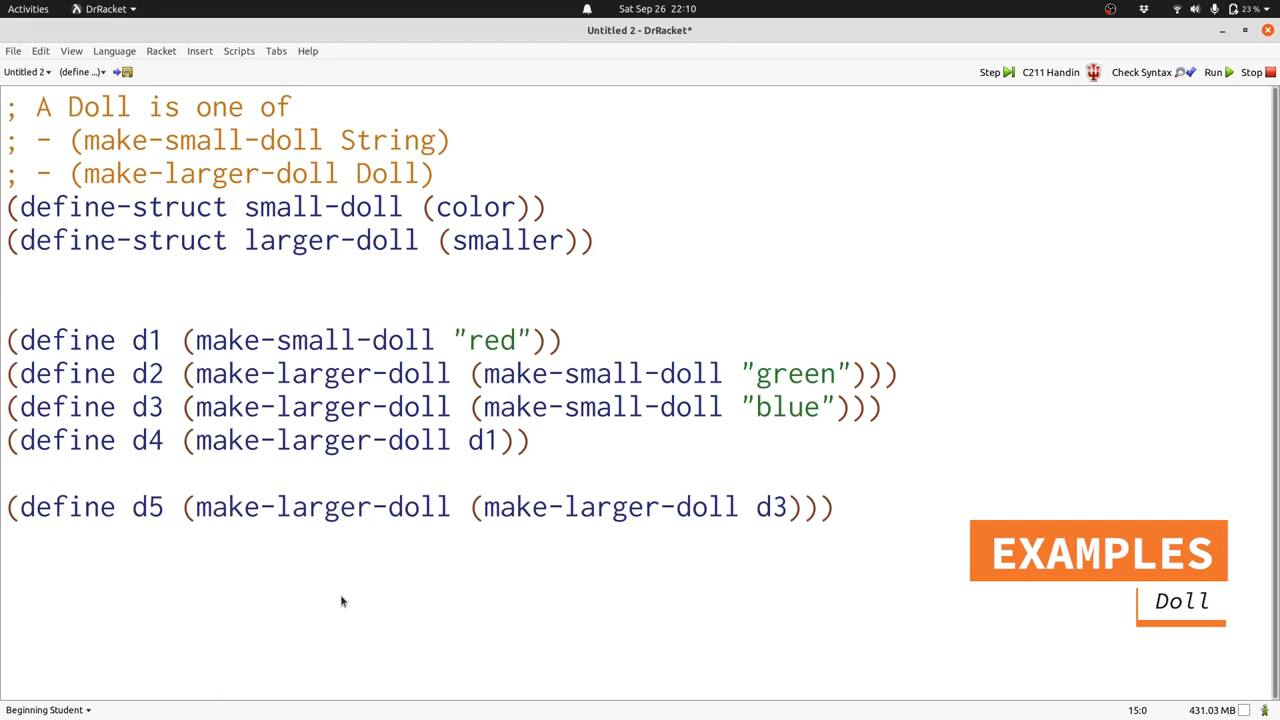 Activities DrRacket Sat Sep 26 22:10 23 %
Untitled 2 - DrRacket*
File Edit View Language Racket Insert Scripts Tabs Help
Untitled 2 (define ...) Step C211 Handin Check Syntax Run Stop
; A Doll is one of
; - (make-small-doll String)
; - (make-larger-doll Doll)
(define-struct small-doll (color))
(define-struct larger-doll (smaller))
(define d1 (make-small-doll "red"))
(define d2 (make-larger-doll (make-small-doll "green")))
(define d3 (make-larger-doll (make-small-doll "blue")))
(define d4 (make-larger-doll d1))
(define d5 (make-larger-doll (make-larger-doll d3)))
EXAMPLES
Doll
Beginning Student 15:0 431.03 MB